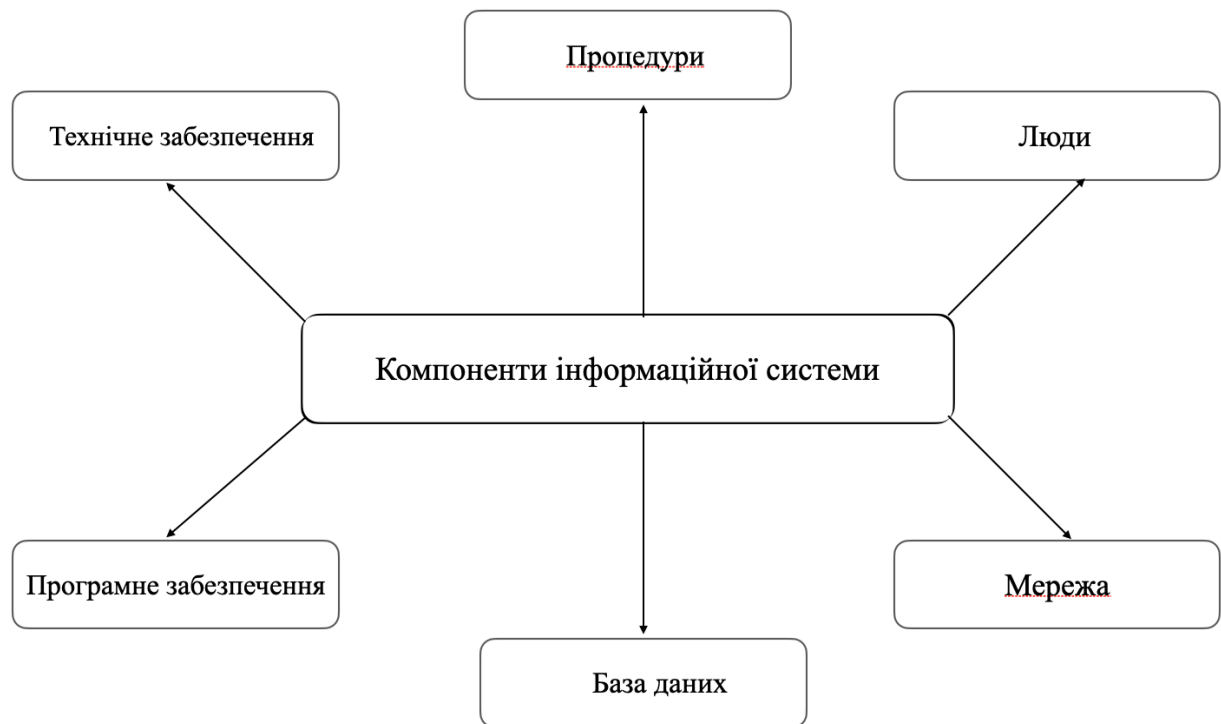 Процедури
Технічне забезпечення
Люди
Компоненти інформаційної системи
Програмне забезпечення
Мережа
База даних